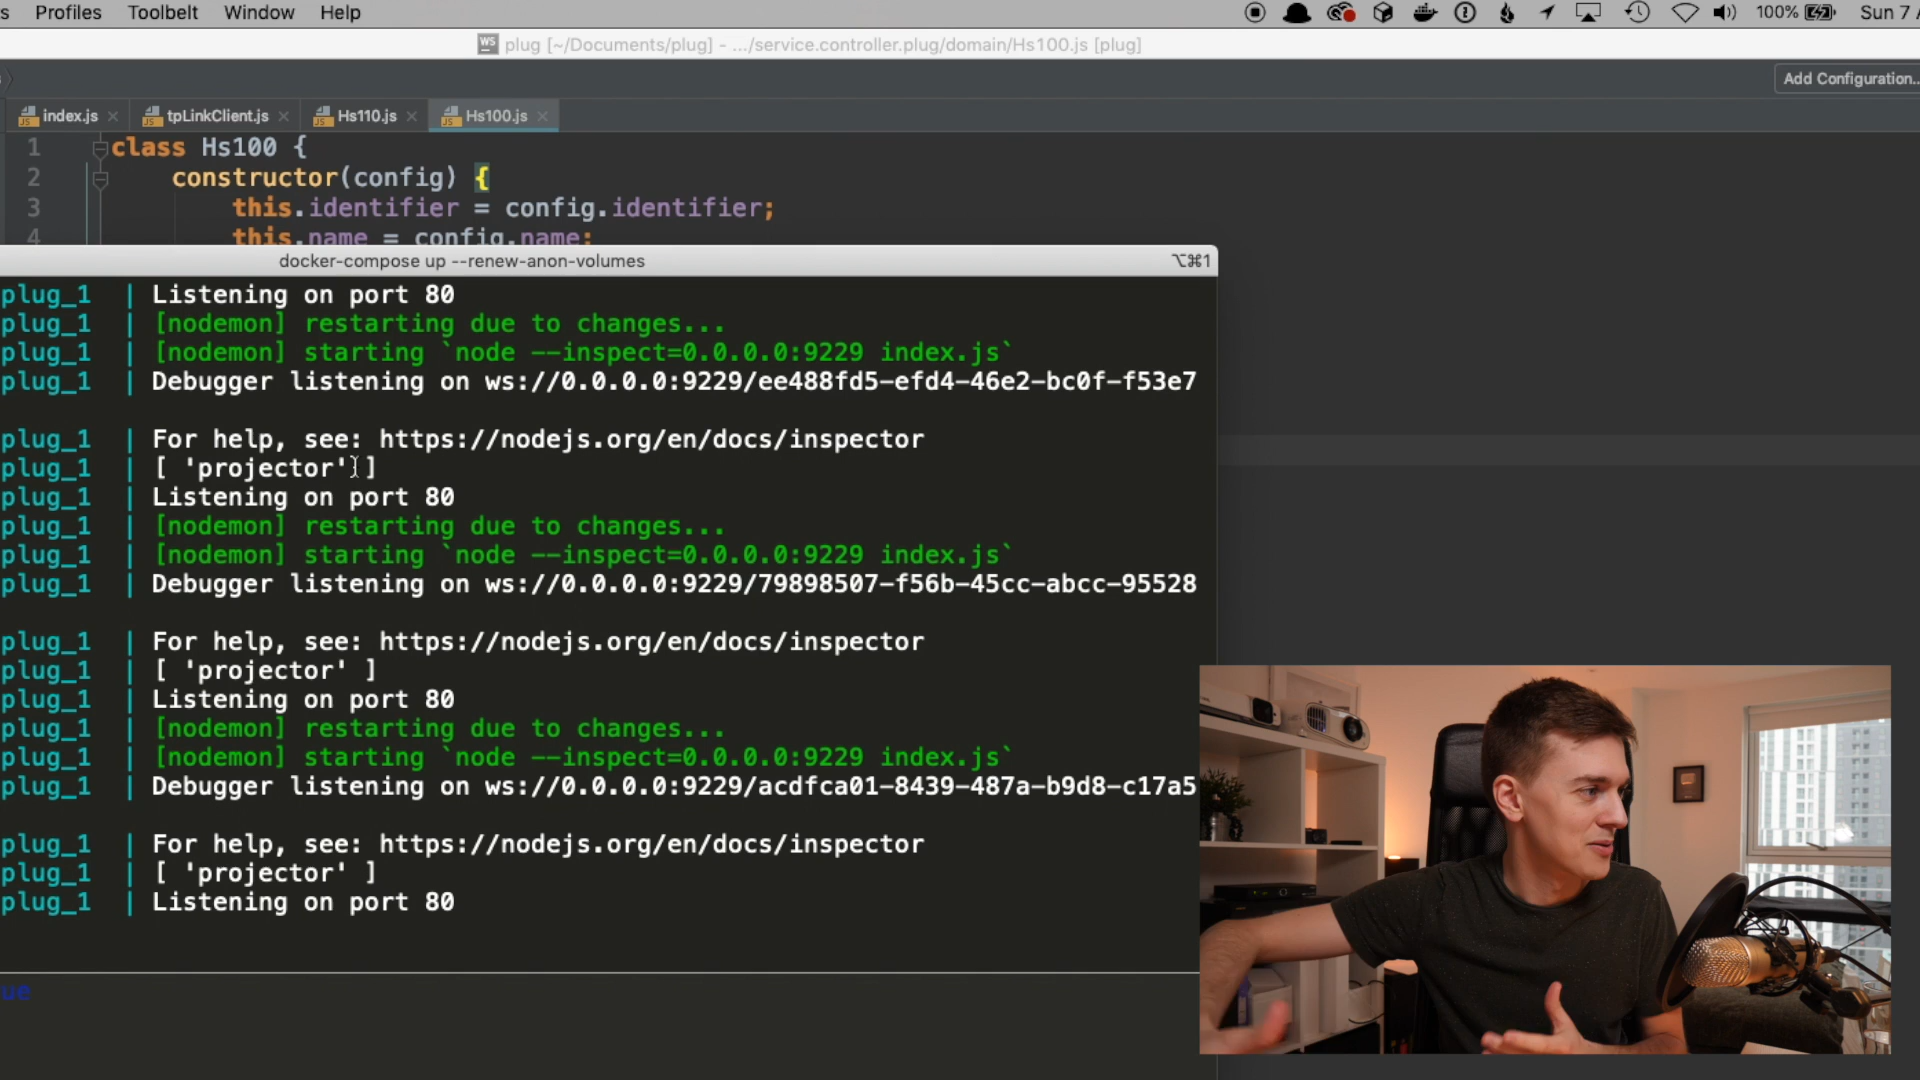 s Profiles Toolbelt Window Help 100% Sun 7 A
WS plug [~/Documents/plug] - .../service.controller.plug/domain/Hs100.js [plug]
Add Configuration...
index.js tpLinkClient.js Hs110.js Hs100.js
1 class Hs100 {
2 constructor(config) {
3 this.identifier = config.identifier;
4 this.name = config.name;
docker-compose up --renew-anon-volumes ⌥⌘1
plug_1 | Listening on port 80
plug_1 | [nodemon] restarting due to changes...
plug_1 | [nodemon] starting `node --inspect=0.0.0.0:9229 index.js`
plug_1 | Debugger listening on ws://0.0.0.0:9229/ee488fd5-efd4-46e2-bc0f-f53e7
plug_1 | For help, see: https://nodejs.org/en/docs/inspector
plug_1 | [ 'projector' ]
plug_1 | Listening on port 80
plug_1 | [nodemon] restarting due to changes...
plug_1 | [nodemon] starting `node --inspect=0.0.0.0:9229 index.js`
plug_1 | Debugger listening on ws://0.0.0.0:9229/79898507-f56b-45cc-abcc-95528
plug_1 | For help, see: https://nodejs.org/en/docs/inspector
plug_1 | [ 'projector' ]
plug_1 | Listening on port 80
plug_1 | [nodemon] restarting due to changes...
plug_1 | [nodemon] starting `node --inspect=0.0.0.0:9229 index.js`
plug_1 | Debugger listening on ws://0.0.0.0:9229/acdfca01-8439-487a-b9d8-c17a5
plug_1 | For help, see: https://nodejs.org/en/docs/inspector
plug_1 | [ 'projector' ]
plug_1 | Listening on port 80
ue